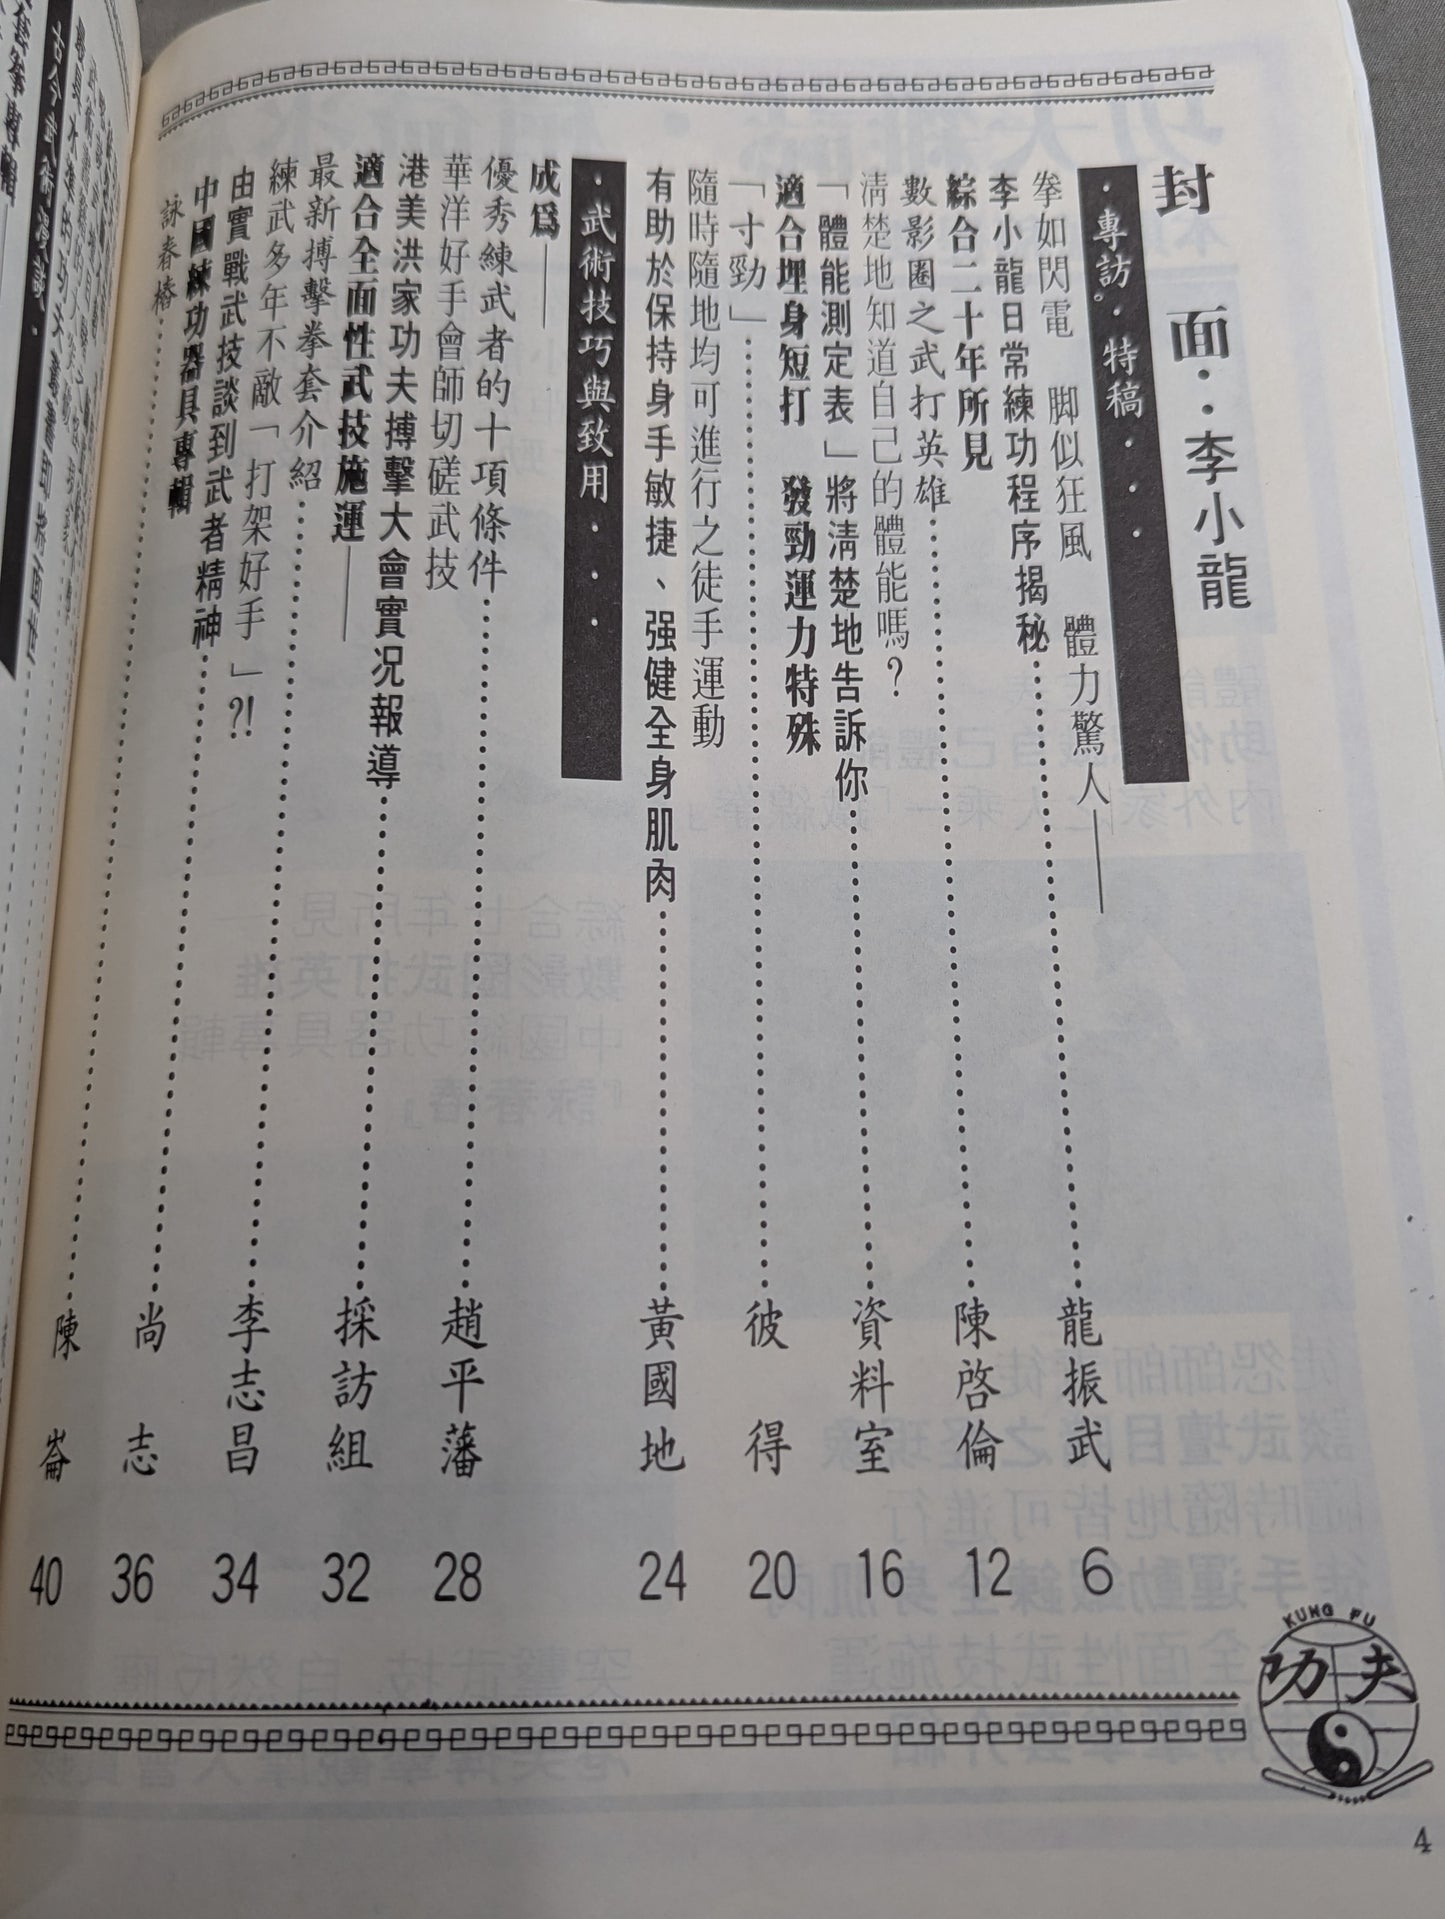 封 面：李小龍
·專訪。特稿···
拳如閃電 脚似狂風 體力驚人——
李小龍日常練功程序揭秘……龍振武 6
綜合二十年所見
數影圈之武打英雄……陳啓倫 12
淸楚地知道自己的體能嗎？
「體能測定表」將淸楚地告訴你……資料室 16
適合埋身短打 發勁運力特殊
「寸勁」……彼得 20
隨時隨地均可進行之徒手運動
有助於保持身手敏捷、强健全身肌肉……黃國地 24
·武術技巧與致用···
成爲——
優秀練武者的十項條件……趙平藩 28
華洋好手會師切磋武技
港美洪家功夫搏擊大會實況報導……採訪組 32
適合全面性武技施運——
最新搏擊拳套介紹……李志昌 34
練武多年不敵「打架好手」?!
由實戰武技談到武者精神……尚志 36
中國練功器具專輯
詠春樁……陳崙 40
KUNG FU
功夫
4